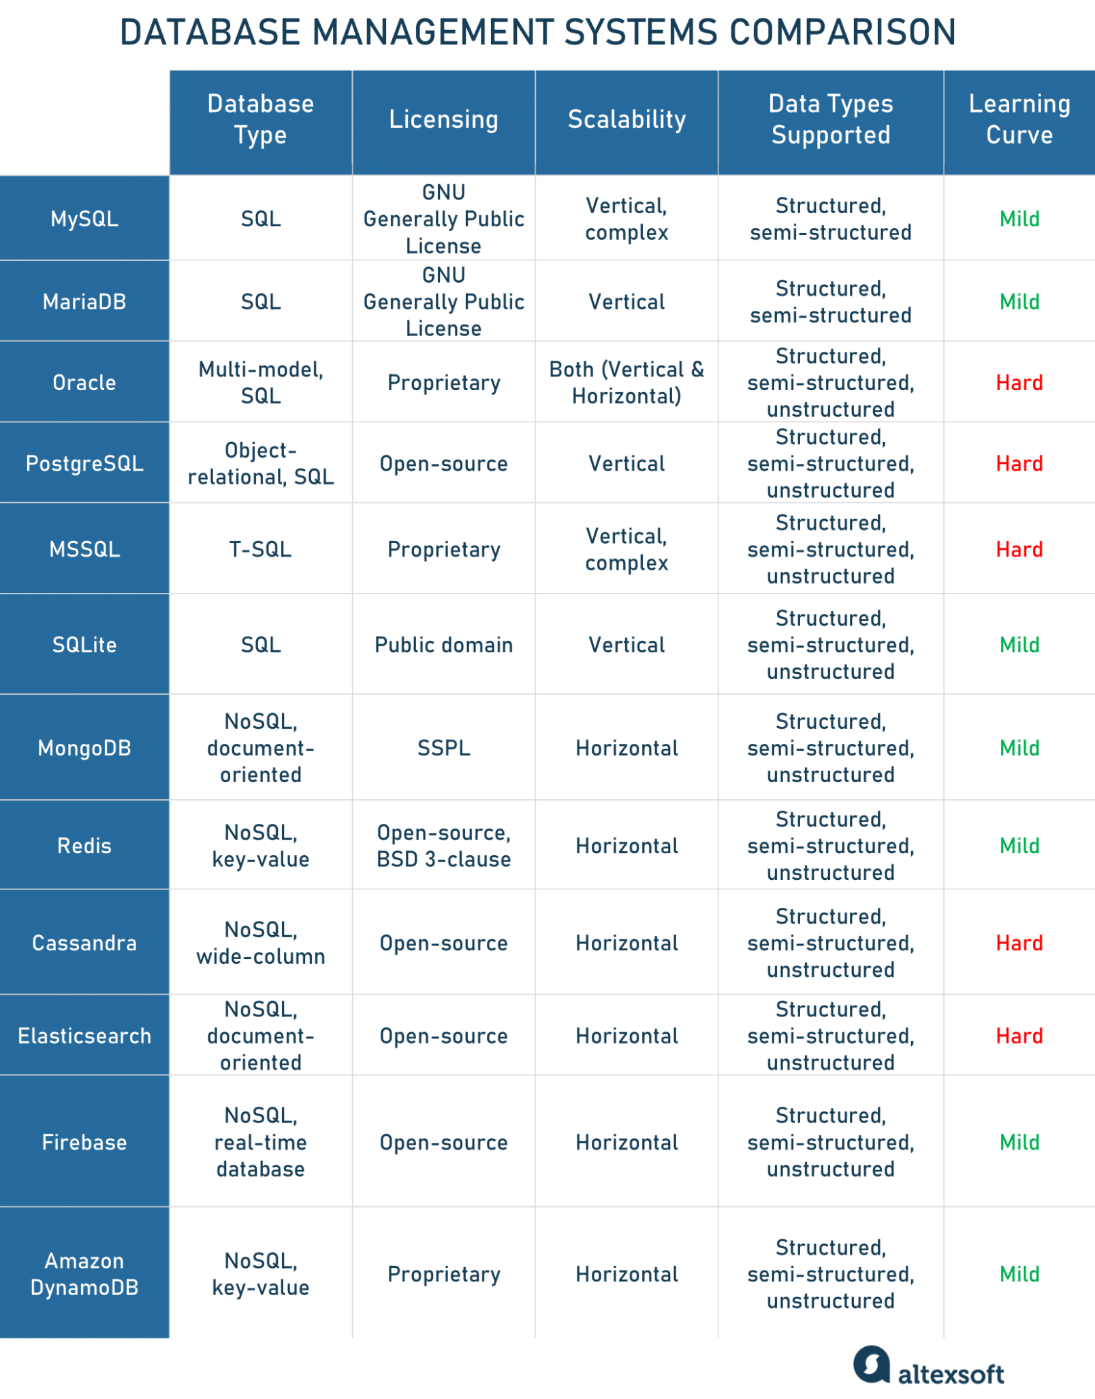 DATABASE MANAGEMENT SYSTEMS COMPARISON
Database
Type
Licensing
Scalability
Data Types
Supported
Learning
Curve
MySQL
SQL
GNU
Generally Public
License
Vertical,
complex
Structured,
semi-structured
Mild
MariaDB
SQL
GNU
Generally Public
License
Vertical
Structured,
semi-structured
Mild
Oracle
Multi-model,
SQL
Proprietary
Both (Vertical &
Horizontal)
Structured,
semi-structured,
unstructured
Hard
PostgreSQL
Object-
relational, SQL
Open-source
Vertical
Structured,
semi-structured,
unstructured
Hard
MSSQL
T-SQL
Proprietary
Vertical,
complex
Structured,
semi-structured,
unstructured
Hard
SQLite
SQL
Public domain
Vertical
Structured,
semi-structured,
unstructured
Mild
MongoDB
NoSQL,
document-
oriented
SSPL
Horizontal
Structured,
semi-structured,
unstructured
Mild
Redis
NoSQL,
key-value
Open-source,
BSD 3-clause
Horizontal
Structured,
semi-structured,
unstructured
Mild
Cassandra
NoSQL,
wide-column
Open-source
Horizontal
Structured,
semi-structured,
unstructured
Hard
Elasticsearch
NoSQL,
document-
oriented
Open-source
Horizontal
Structured,
semi-structured,
unstructured
Hard
Firebase
NoSQL,
real-time
database
Open-source
Horizontal
Structured,
semi-structured,
unstructured
Mild
Amazon
DynamoDB
NoSQL,
key-value
Proprietary
Horizontal
Structured,
semi-structured,
unstructured
Mild
altexsoft